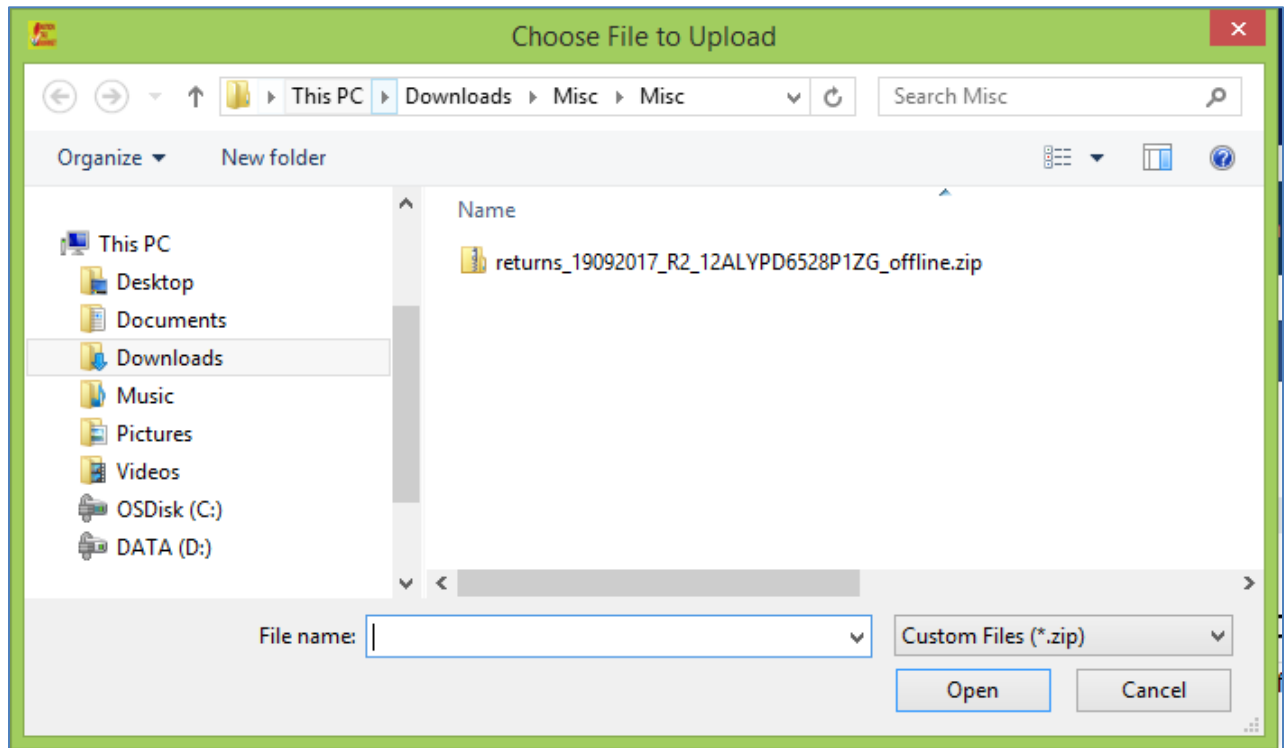 Choose File to Upload
This PC Downloads Misc Misc
Search Misc
Organize New folder
Name
This PC
Desktop
Documents
Downloads
Music
Pictures
Videos
OSDisk (C:)
DATA (D:)
returns_19092017_R2_12ALYPD6528P1ZG_offline.zip
File name:
Custom Files (*.zip)
Open Cancel